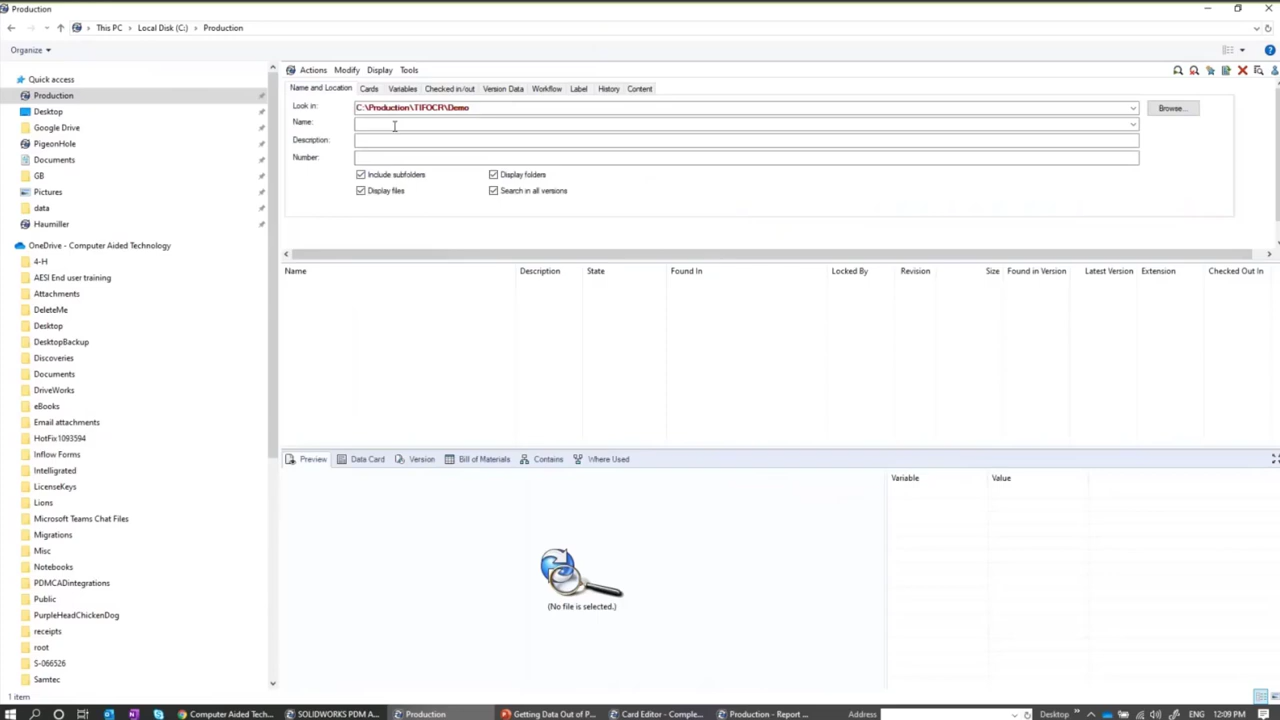 Production
This PC › Local Disk (C:) › Production
Organize
Quick access
Production
Desktop
Google Drive
PigeonHole
Documents
GB
Pictures
data
Haumiller
OneDrive - Computer Aided Technology
4-H
AESI End user training
Attachments
DeleteMe
Desktop
DesktopBackup
Discoveries
Documents
DriveWorks
eBooks
Email attachments
HotFix1093594
Inflow Forms
Intelligrated
LicenseKeys
Lions
Microsoft Teams Chat Files
Migrations
Misc
Notebooks
PDMCADintegrations
Public
PurpleHeadChickenDog
receipts
root
S-066526
Samtec
1 item
Actions Modify Display Tools
Name and Location Cards Variables Checked in/out Version Data Workflow Label History Content
Look in: C:\Production\TIFOCR\Demo Browse...
Name:
Description:
Number:
Include subfolders Display folders
Display files Search in all versions
Name Description State Found In Locked By Revision Size Found in Version Latest Version Extension Checked Out In
Preview Data Card Version Bill of Materials Contains Where Used
Variable Value
(No file is selected.)
Computer Aided Tech... SOLIDWORKS PDM A... Production Getting Data Out of P... Card Editor - Comple... Production - Report ... Address Desktop ENG 12:09 PM